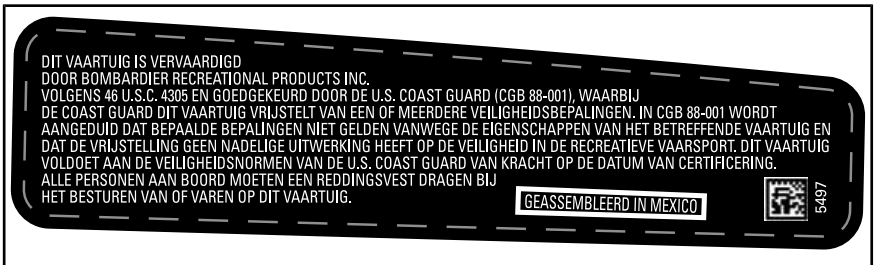 DIT VAARTUIG IS VERVAARDIGD
DOOR BOMBARDIER RECREATIONAL PRODUCTS INC.
VOLGENS 46 U.S.C. 4305 EN GOEDGEKEURD DOOR DE U.S. COAST GUARD (CGB 88-001), WAARBIJ
DE COAST GUARD DIT VAARTUIG VRIJSTELT VAN EEN OF MEERDERE VEILIGHEIDSBEPALINGEN. IN CGB 88-001 WORDT
AANGEDUID DAT BEPAALDE BEPALINGEN NIET GELDEN VANWEGE DE EIGENSCHAPPEN VAN HET BETREFFENDE VAARTUIG EN
DAT DE VRIJSTELLING GEEN NADELIGE UITWERKING HEEFT OP DE VEILIGHEID IN DE RECREATIEVE VAARSPORT. DIT VAARTUIG
VOLDOET AAN DE VEILIGHEIDSNORMEN VAN DE U.S. COAST GUARD VAN KRACHT OP DE DATUM VAN CERTIFICERING.
ALLE PERSONEN AAN BOORD MOETEN EEN REDDINGSVEST DRAGEN BIJ
HET BESTUREN VAN OF VAREN OP DIT VAARTUIG.
GEASSEMBLEERD IN MEXICO
5497